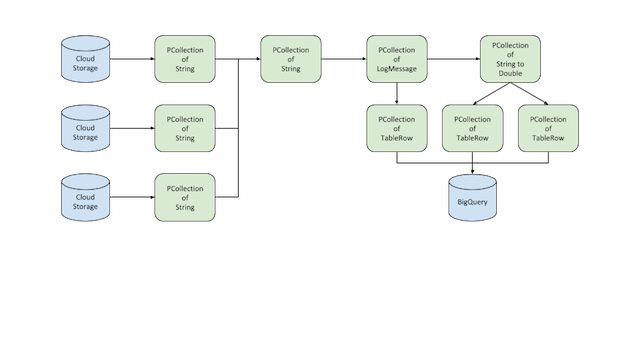 Cloud
Storage
PCollection
of
String
PCollection
of
String
PCollection
of
LogMessage
PCollection
of
String to
Double
Cloud
Storage
PCollection
of
String
PCollection
of
TableRow
PCollection
of
TableRow
PCollection
of
TableRow
Cloud
Storage
PCollection
of
String
BigQuery